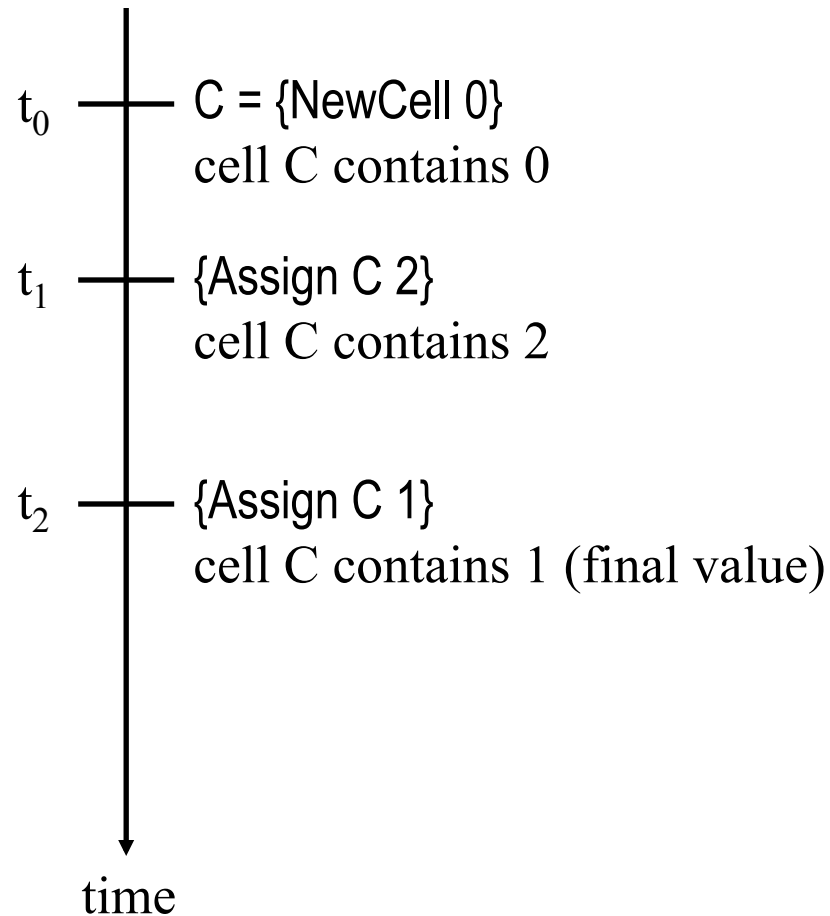 t₀ C = {NewCell 0}
cell C contains 0
t₁ {Assign C 2}
cell C contains 2
t₂ {Assign C 1}
cell C contains 1 (final value)
time